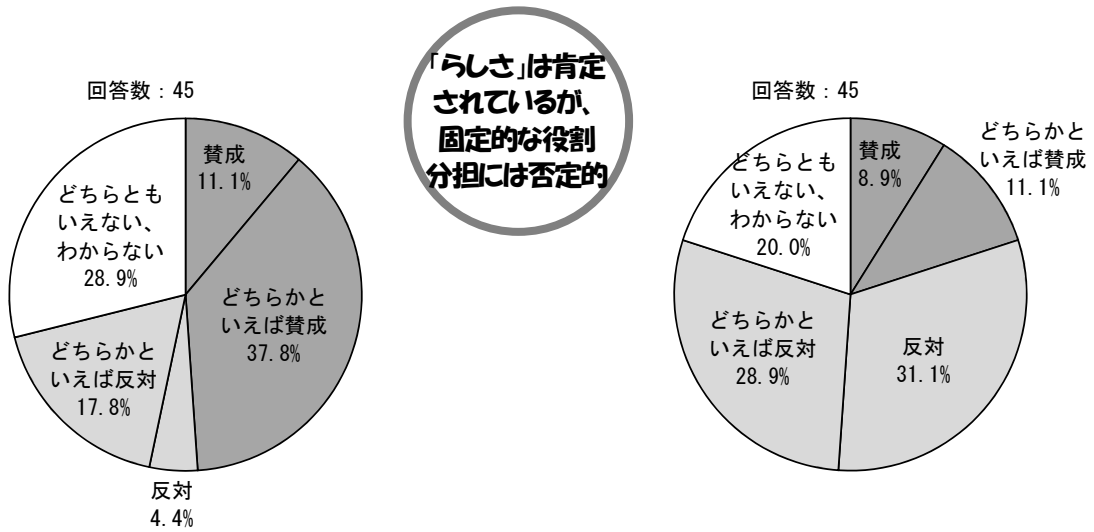 回答数：45
賛成
11.1%
どちらかと
いえば賛成
37.8%
反対
4.4%
どちらかと
いえば反対
17.8%
どちらとも
いえない、
わからない
28.9%
「らしさ」は肯定
されているが、
固定的な役割
分担には否定的
回答数：45
賛成
8.9%
どちらかと
いえば賛成
11.1%
反対
31.1%
どちらかと
いえば反対
28.9%
どちらとも
いえない、
わからない
20.0%